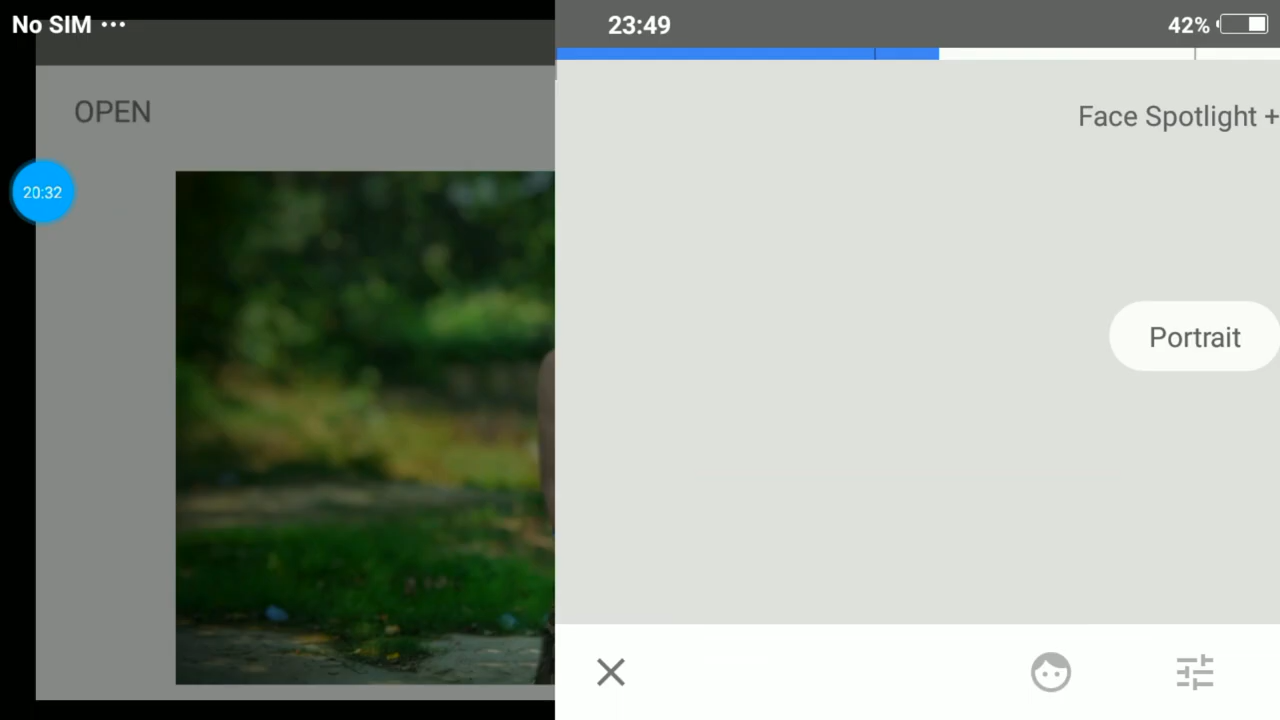 No SIM ...
23:49
42%
OPEN
Face Spotlight +
20:32
Portrait